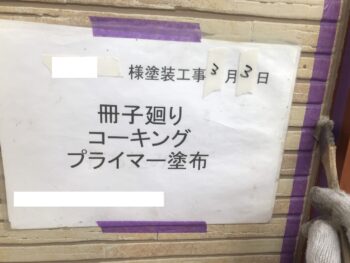 様塗装工事3月3日
冊子廻り
コーキング
プライマー塗布